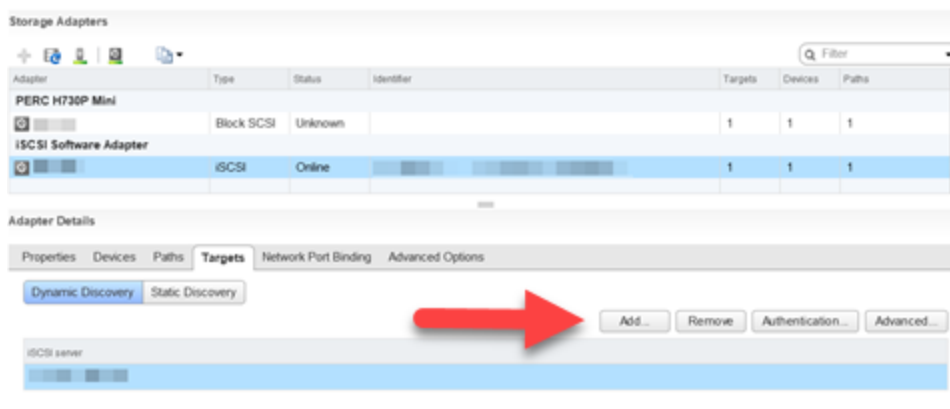 Storage Adapters
Filter
Adapter Type Status Identifier Targets Devices Paths
PERC H730P Mini
Block SCSI Unknown 1 1 1
iSCSI Software Adapter
iSCSI Online 1 1 1
Adapter Details
Properties Devices Paths Targets Network Port Binding Advanced Options
Dynamic Discovery Static Discovery
Add... Remove Authentication... Advanced...
iSCSI server